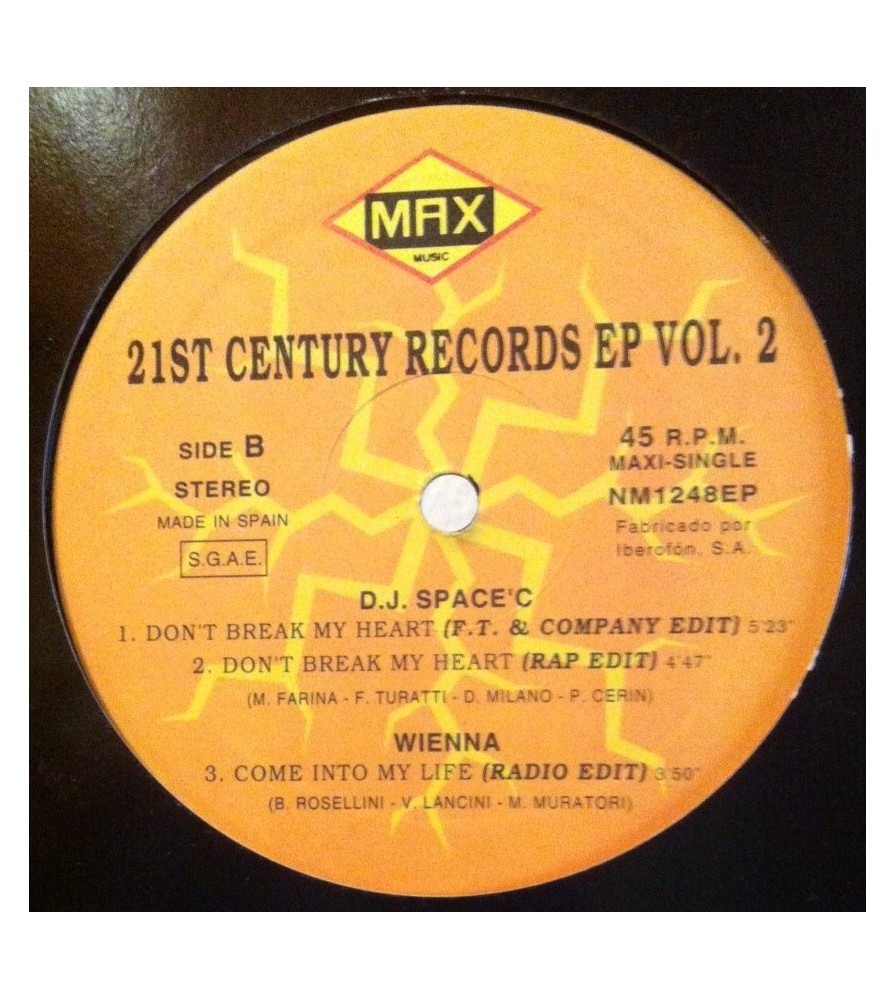 MAX
MUSIC
21ST CENTURY RECORDS EP VOL. 2
SIDE B
STEREO
MADE IN SPAIN
S.G.A.E.
45 R.P.M.
MAXI-SINGLE
NM1248EP
Fabricado por
Iberofón, S.A.
D.J. SPACE'C
1. DON'T BREAK MY HEART (F.T. & COMPANY EDIT) 5'23"
2. DON'T BREAK MY HEART (RAP EDIT) 4'47"
(M. FARINA - F. TURATTI - D. MILANO - P. CERIN)
WIENNA
3. COME INTO MY LIFE (RADIO EDIT) 3'50"
(B. ROSELLINI - V. LANCINI - M. MURATORI)